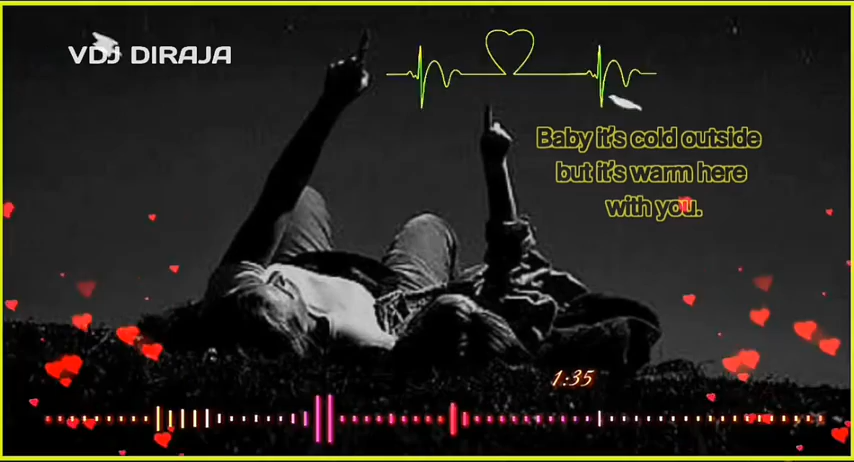 VDJ DIRAJA
Baby it's cold outside
but it's warm here
with you.
1:35